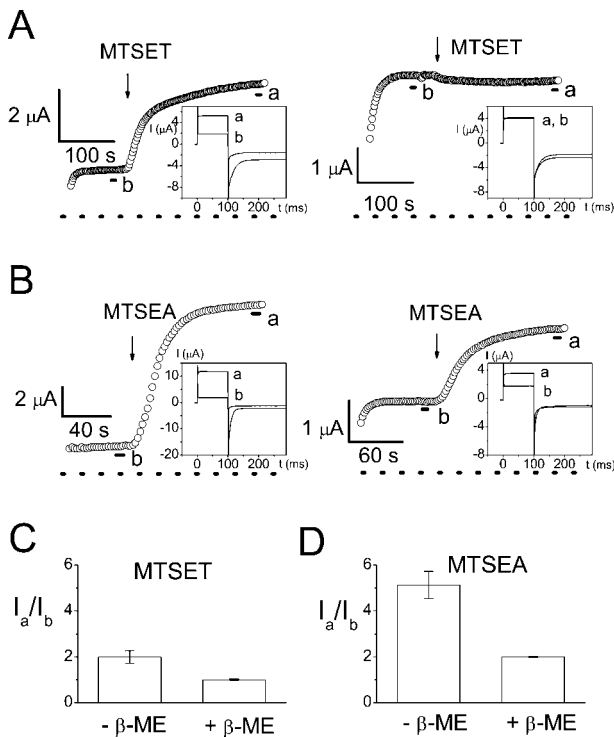 A
MTSET
2 μA
100 s
b
a
I (μA)
4
0
-4
-8
a
b
0 100 200 t (ms)
MTSET
1 μA
100 s
b
a
I (μA)
4
0
-4
-8
a, b
0 100 200 t (ms)
B
MTSEA
2 μA
40 s
b
a
I (μA)
10
0
-10
-20
a
b
0 100 200 t (ms)
MTSEA
1 μA
60 s
b
a
I (μA)
4
0
-4
-8
a
b
0 100 200 t (ms)
C
MTSET
Ia/Ib
6
4
2
0
- β-ME + β-ME
D
MTSEA
Ia/Ib
6
4
2
0
- β-ME + β-ME